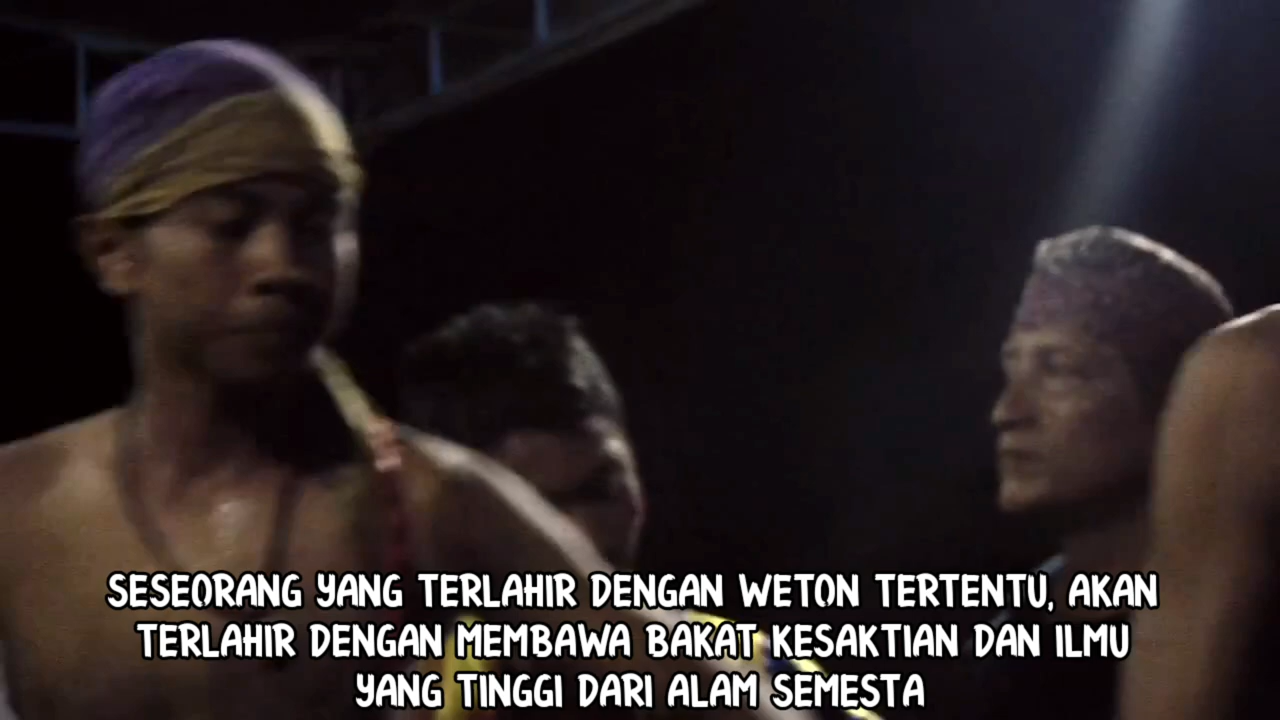 SESEORANG YANG TERLAHIR DENGAN WETON TERTENTU, AKAN
TERLAHIR DENGAN MEMBAWA BAKAT KESAKTIAN DAN ILMU
YANG TINGGI DARI ALAM SEMESTA